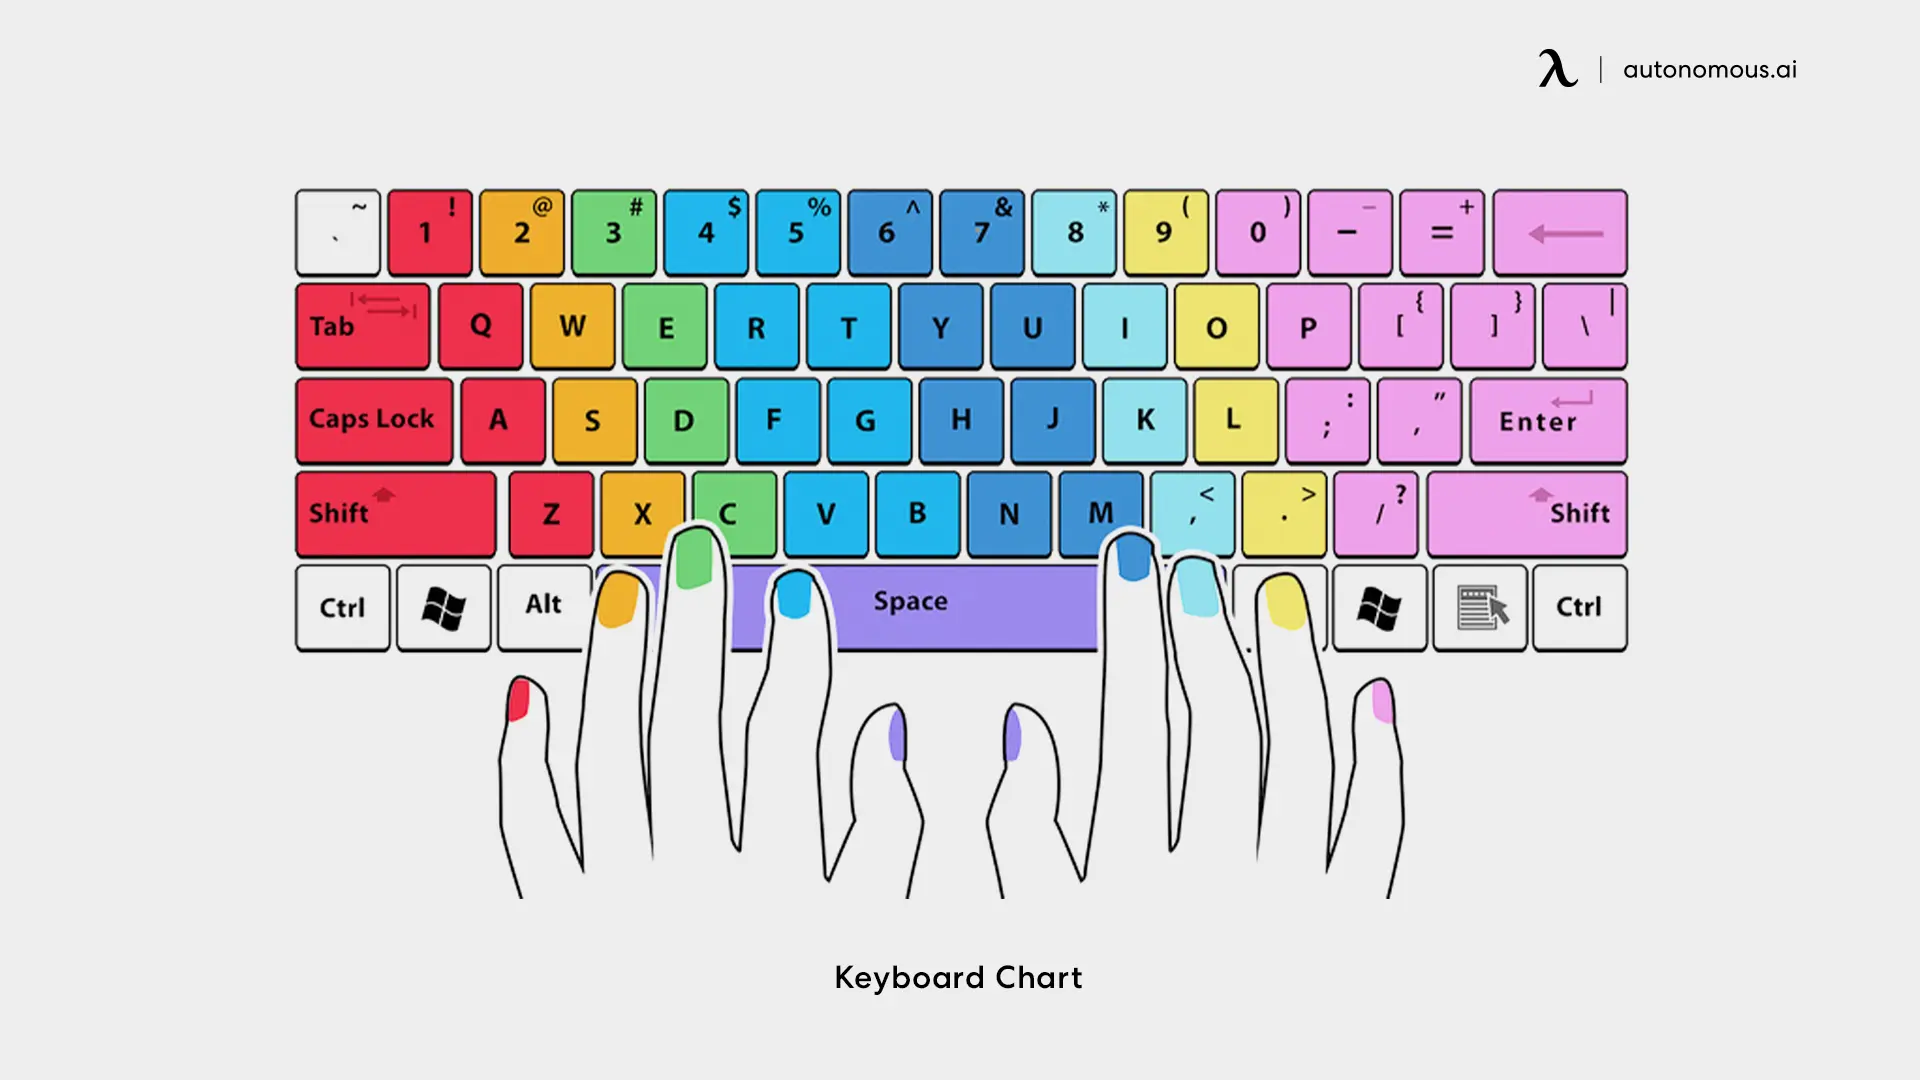 λ | autonomous.ai
~ ` ! 1 @ 2 # 3 $ 4 % 5 ^ 6 & 7 * 8 ( 9 ) 0 – − + =
Tab Q W E R T Y U I O P { [ } ] | \
Caps Lock A S D F G H J K L : ; " , Enter
Shift Z X C V B N M < , > . ? / Shift
Ctrl Alt Space Ctrl
Keyboard Chart